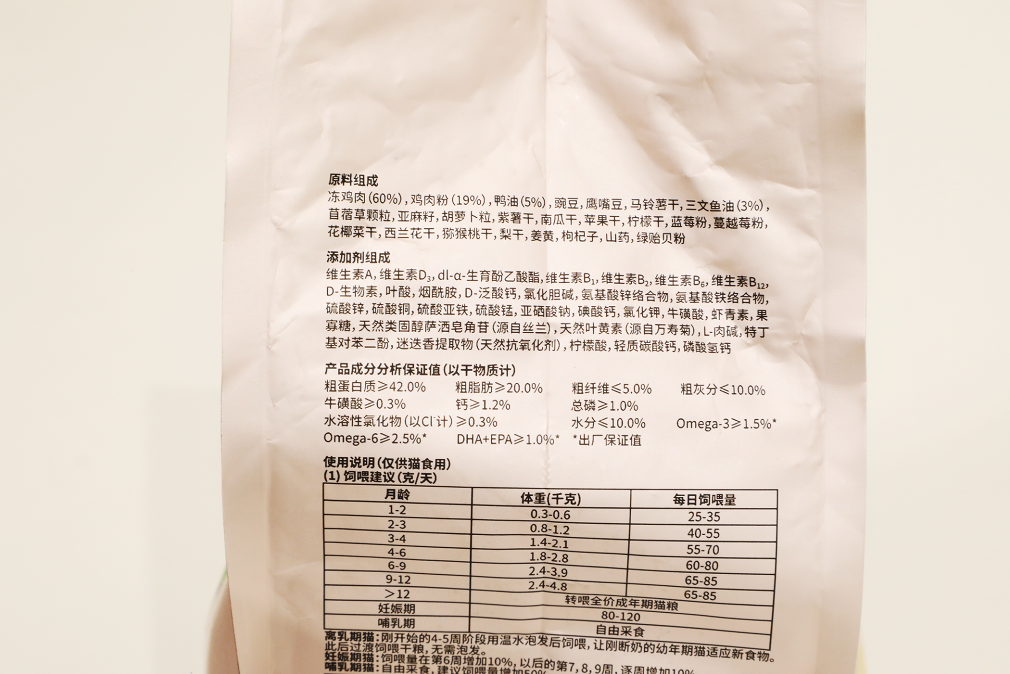 原料组成
冻鸡肉(60%),鸡肉粉(19%),鸭油(5%),豌豆,鹰嘴豆,马铃薯干,三文鱼油(3%),
苜蓿草颗粒,亚麻籽,胡萝卜粒,紫薯干,南瓜干,苹果干,柠檬干,蓝莓粉,蔓越莓粉,
花椰菜干,西兰花干,猕猴桃干,梨干,姜黄,枸杞子,山药,绿贻贝粉
添加剂组成
维生素A,维生素D₃,dl-α-生育酚乙酸酯,维生素B₁,维生素B₂,维生素B₆,维生素B₁₂,
D-生物素,叶酸,烟酰胺,D-泛酸钙,氯化胆碱,氨基酸锌络合物,氨基酸铁络合物,
硫酸锌,硫酸铜,硫酸亚铁,硫酸锰,亚硒酸钠,碘酸钙,氯化钾,牛磺酸,虾青素,果
寡糖,天然类固醇萨洒皂角苷(源自丝兰),天然叶黄素(源自万寿菊),L-肉碱,特丁
基对苯二酚,迷迭香提取物(天然抗氧化剂),柠檬酸,轻质碳酸钙,磷酸氢钙
产品成分分析保证值(以干物质计)
粗蛋白质≥42.0% 粗脂肪≥20.0% 粗纤维≤5.0% 粗灰分≤10.0%
牛磺酸≥0.3% 钙≥1.2% 总磷≥1.0%
水溶性氯化物(以Cl⁻计)≥0.3% 水分≤10.0% Omega-3≥1.5%*
Omega-6≥2.5%* DHA+EPA≥1.0%* *出厂保证值
使用说明(仅供猫食用)
(1) 饲喂建议(克/天)
月龄 体重(千克) 每日饲喂量
1-2 0.3-0.6 25-35
2-3 0.8-1.2 40-55
3-4 1.4-2.1 55-70
4-6 1.8-2.8 60-80
6-9 2.4-3.9 65-85
9-12 2.4-4.8 65-85
>12 转喂全价成年期猫粮
妊娠期 80-120
哺乳期 自由采食
离乳期猫:刚开始的4-5周阶段用温水泡发后饲喂,让刚断奶的幼年期猫适应新食物。
此后过渡饲喂干粮,无需泡发。
妊娠期猫:饲喂量在第6周增加10%,以后的第7,8,9周,逐周增加10%
哺乳期猫:自由采食,建议饲喂量增加50%